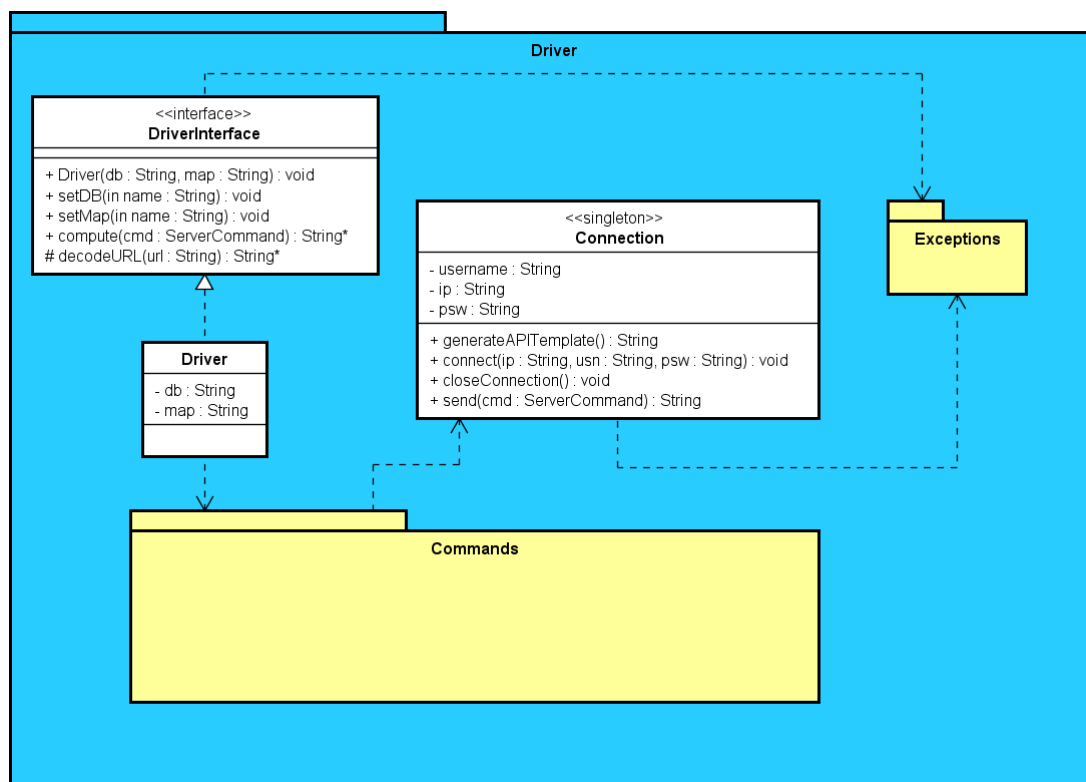 Driver
<<interface>>
DriverInterface
+ Driver(db : String, map : String) : void
+ setDB(in name : String) : void
+ setMap(in name : String) : void
+ compute(cmd : ServerCommand) : String*
# decodeURL(url : String) : String*
<<singleton>>
Connection
- username : String
- ip : String
- psw : String
+ generateAPITemplate() : String
+ connect(ip : String, usn : String, psw : String) : void
+ closeConnection() : void
+ send(cmd : ServerCommand) : String
Exceptions
Driver
- db : String
- map : String
Commands